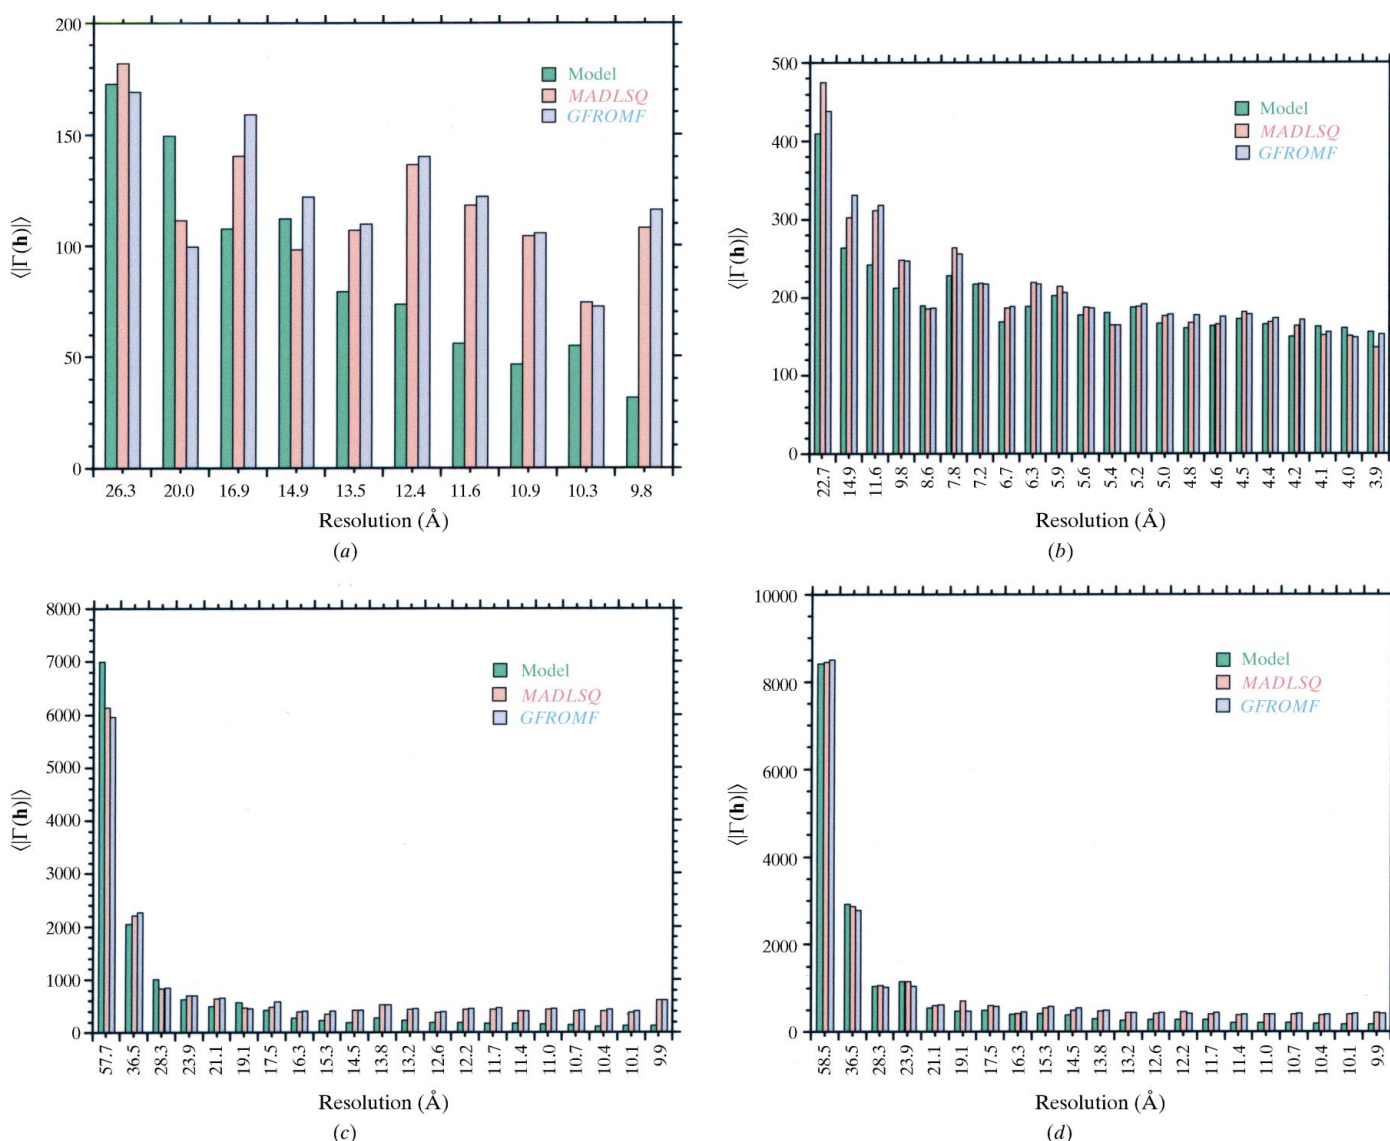 200
150
100
50
0
⟨|Γ(h)|⟩
Model
MADLSQ
GFROMF
26.3 20.0 16.9 14.9 13.5 12.4 11.6 10.9 10.3 9.8
Resolution (Å)
(a)
500
400
300
200
100
0
⟨|Γ(h)|⟩
Model
MADLSQ
GFROMF
22.7 14.9 11.6 9.8 8.6 7.8 7.2 6.7 6.3 5.9 5.6 5.4 5.2 5.0 4.8 4.6 4.5 4.4 4.2 4.1 4.0 3.9
Resolution (Å)
(b)
8000
7000
6000
5000
4000
3000
2000
1000
0
⟨|Γ(h)|⟩
Model
MADLSQ
GFROMF
57.7 36.5 28.3 23.9 21.1 19.1 17.5 16.3 15.3 14.5 13.8 13.2 12.6 12.2 11.7 11.4 11.0 10.7 10.4 10.1 9.9
Resolution (Å)
(c)
10000
8000
6000
4000
2000
0
⟨|Γ(h)|⟩
Model
MADLSQ
GFROMF
58.5 36.5 28.3 23.9 21.1 19.1 17.5 16.3 15.3 14.5 13.8 13.2 12.6 12.2 11.7 11.4 11.0 10.7 10.4 10.1 9.9
Resolution (Å)
(d)